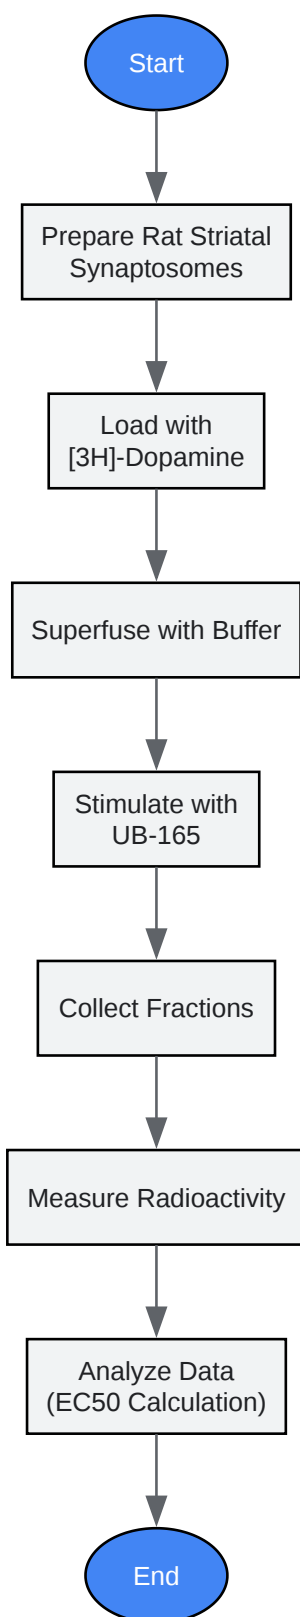 Start
Prepare Rat Striatal
Synaptosomes
Load with
[3H]-Dopamine
Superfuse with Buffer
Stimulate with
UB-165
Collect Fractions
Measure Radioactivity
Analyze Data
(EC50 Calculation)
End